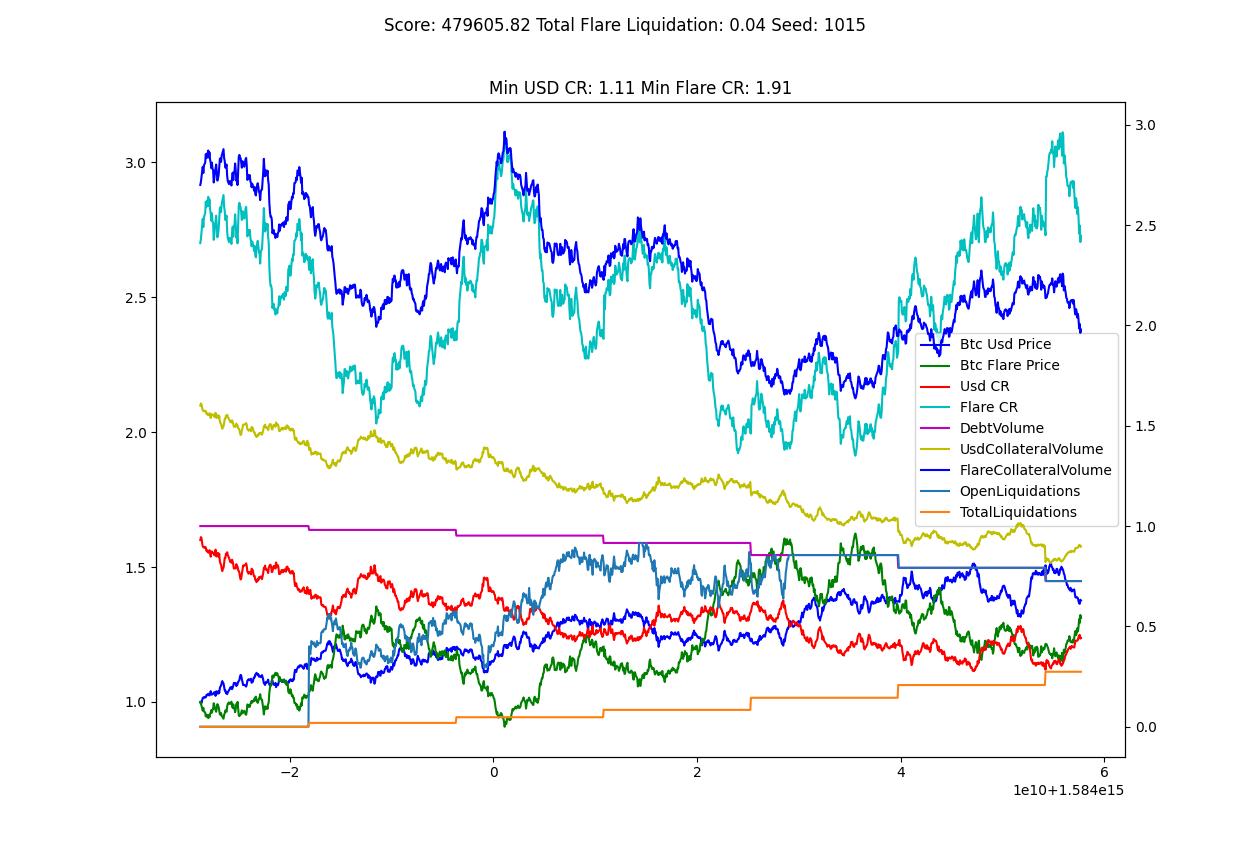 Score: 479605.82 Total Flare Liquidation: 0.04 Seed: 1015
Min USD CR: 1.11 Min Flare CR: 1.91
3.0
2.5
2.0
1.5
1.0
3.0
2.5
2.0
1.5
1.0
0.5
0.0
Btc Usd Price
Btc Flare Price
Usd CR
Flare CR
DebtVolume
UsdCollateralVolume
FlareCollateralVolume
OpenLiquidations
TotalLiquidations
−2 0 2 4 6
1e10+1.584e15